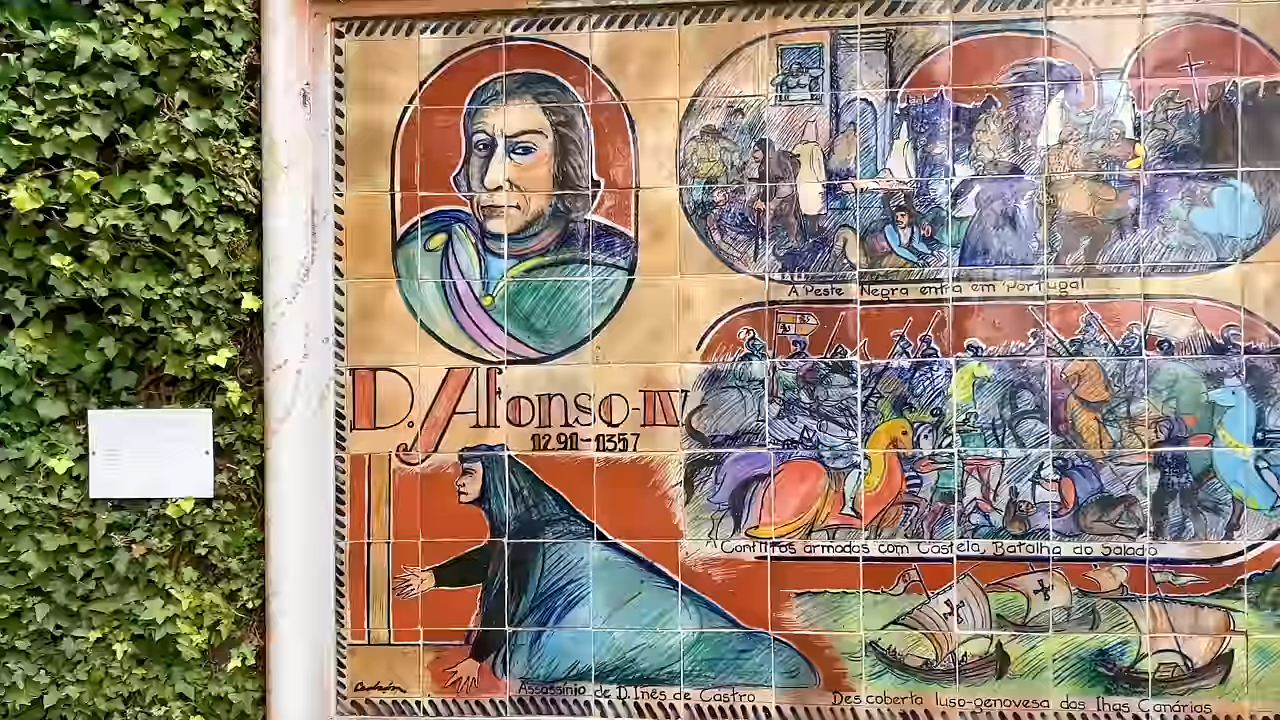 A Peste Negra entra em Portugal
D. Afonso-IV
1291-1357
Conflitos armados com Castela, Batalha do Salado
Assassínio de D. Inês de Castro
Descoberta luso-genovesa das Ilhas Canárias